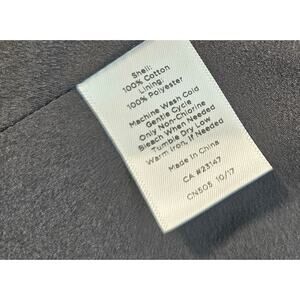 Shell:
100% Cotton
Lining:
100% Polyester
Machine Wash Cold
Gentle Cycle
Only Non-Chlorine
Bleach When Needed
Tumble Dry Low
Warm Iron, If Needed
Made In China
CA #23147
CN505 10/17